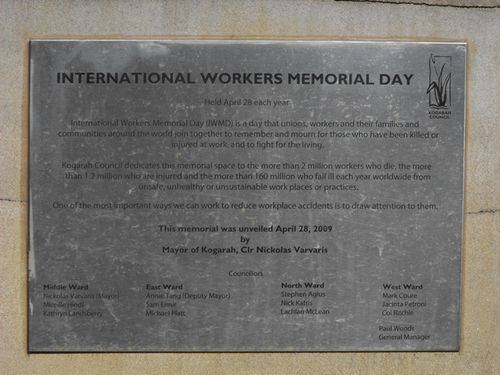 INTERNATIONAL WORKERS MEMORIAL DAY
KOGARAH
COUNCIL
Held April 28 each year
International Workers Memorial Day (IWMD) is a day that unions, workers and their families and
communities around the world join together to remember and mourn for those who have been killed or
injured at work, and to fight for the living.
Kogarah Council dedicates this memorial space to the more than 2 million workers who die, the more
than 1.2 million who are injured and the more than 160 million who fall ill each year worldwide from
unsafe, unhealthy or unsustainable work places or practices.
One of the most important ways we can work to reduce workplace accidents is to draw attention to them.
This memorial was unveiled April 28, 2009
by
Mayor of Kogarah, Clr Nickolas Varvaris
Councillors
Middle Ward
Nickolas Varvaris (Mayor)
Kathryn Landsberry
East Ward
Annie Tang (Deputy Mayor)
Sam Ernie
Michael Platt
North Ward
Stephen Agius
Nick Katris
Lachlan McLean
West Ward
Mark Coure
Jacinta Petroni
Col Ritchie
Paul Woods
General Manager